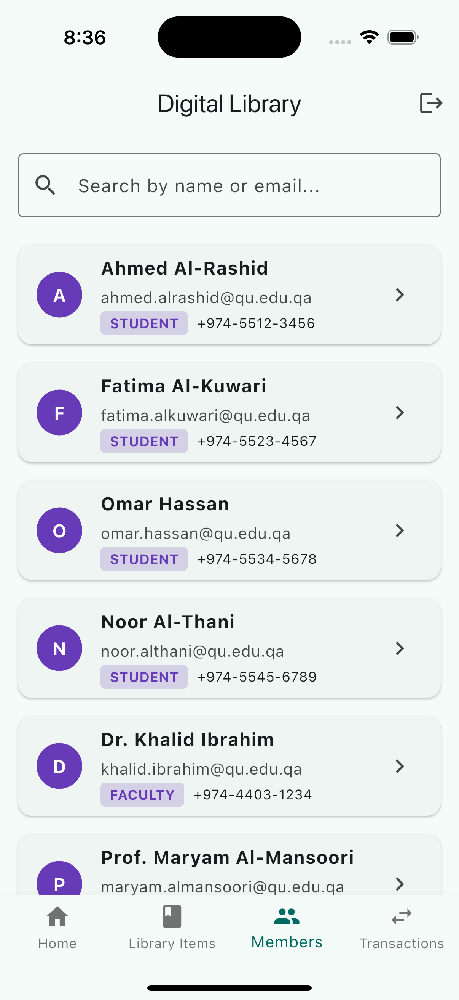 8:36
Digital Library
Search by name or email...
Ahmed Al-Rashid
A
ahmed.alrashid@qu.edu.qa
STUDENT +974-5512-3456
Fatima Al-Kuwari
F
fatima.alkuwari@qu.edu.qa
STUDENT +974-5523-4567
Omar Hassan
O
omar.hassan@qu.edu.qa
STUDENT +974-5534-5678
Noor Al-Thani
N
noor.althani@qu.edu.qa
STUDENT +974-5545-6789
Dr. Khalid Ibrahim
D
khalid.ibrahim@qu.edu.qa
FACULTY +974-4403-1234
Prof. Maryam Al-Mansoori
P
maryam.almansoori@qu.edu.qa
Home Library Items Members Transactions